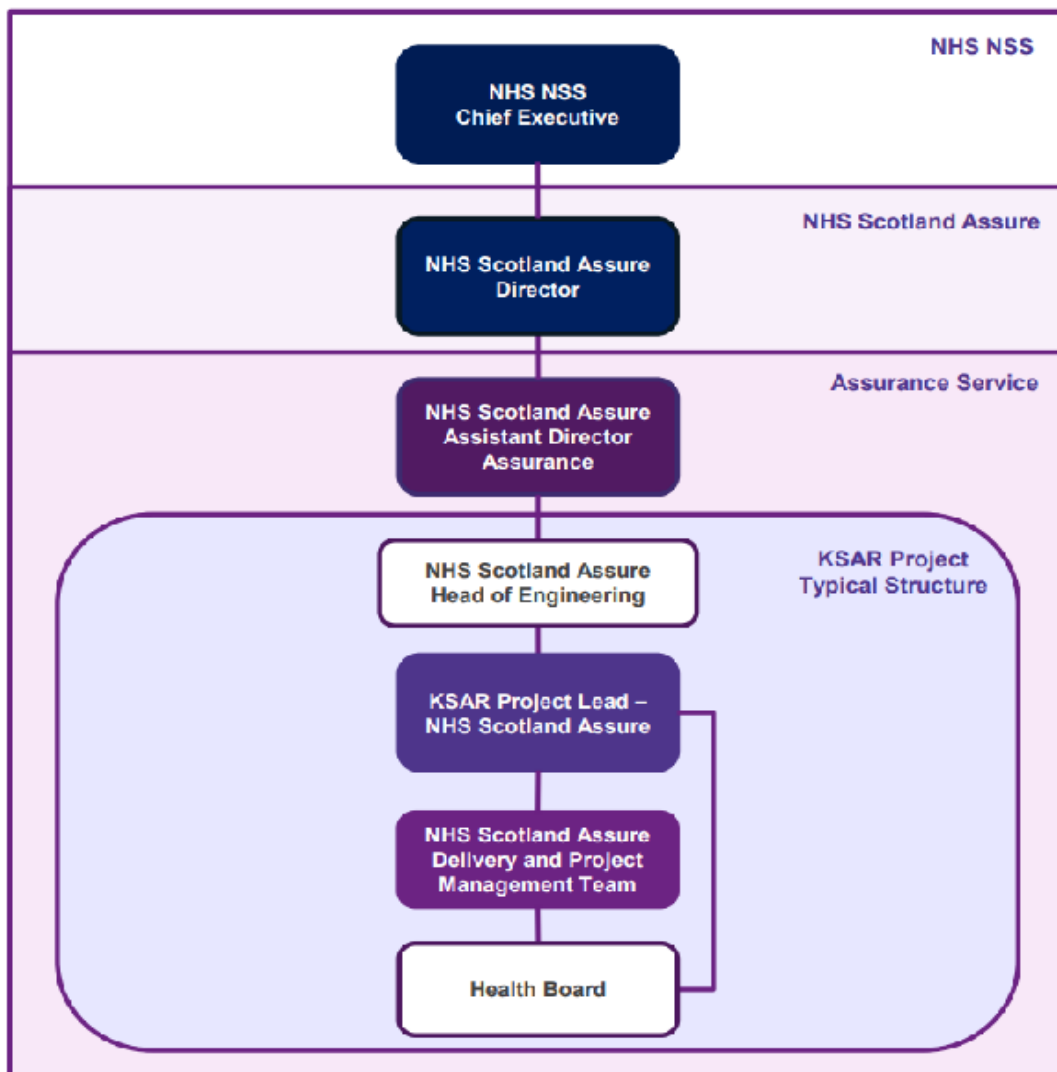 NHS NSS
NHS NSS
Chief Executive
NHS Scotland Assure
NHS Scotland Assure
Director
Assurance Service
NHS Scotland Assure
Assistant Director
Assurance
KSAR Project
Typical Structure
NHS Scotland Assure
Head of Engineering
KSAR Project Lead –
NHS Scotland Assure
NHS Scotland Assure
Delivery and Project
Management Team
Health Board